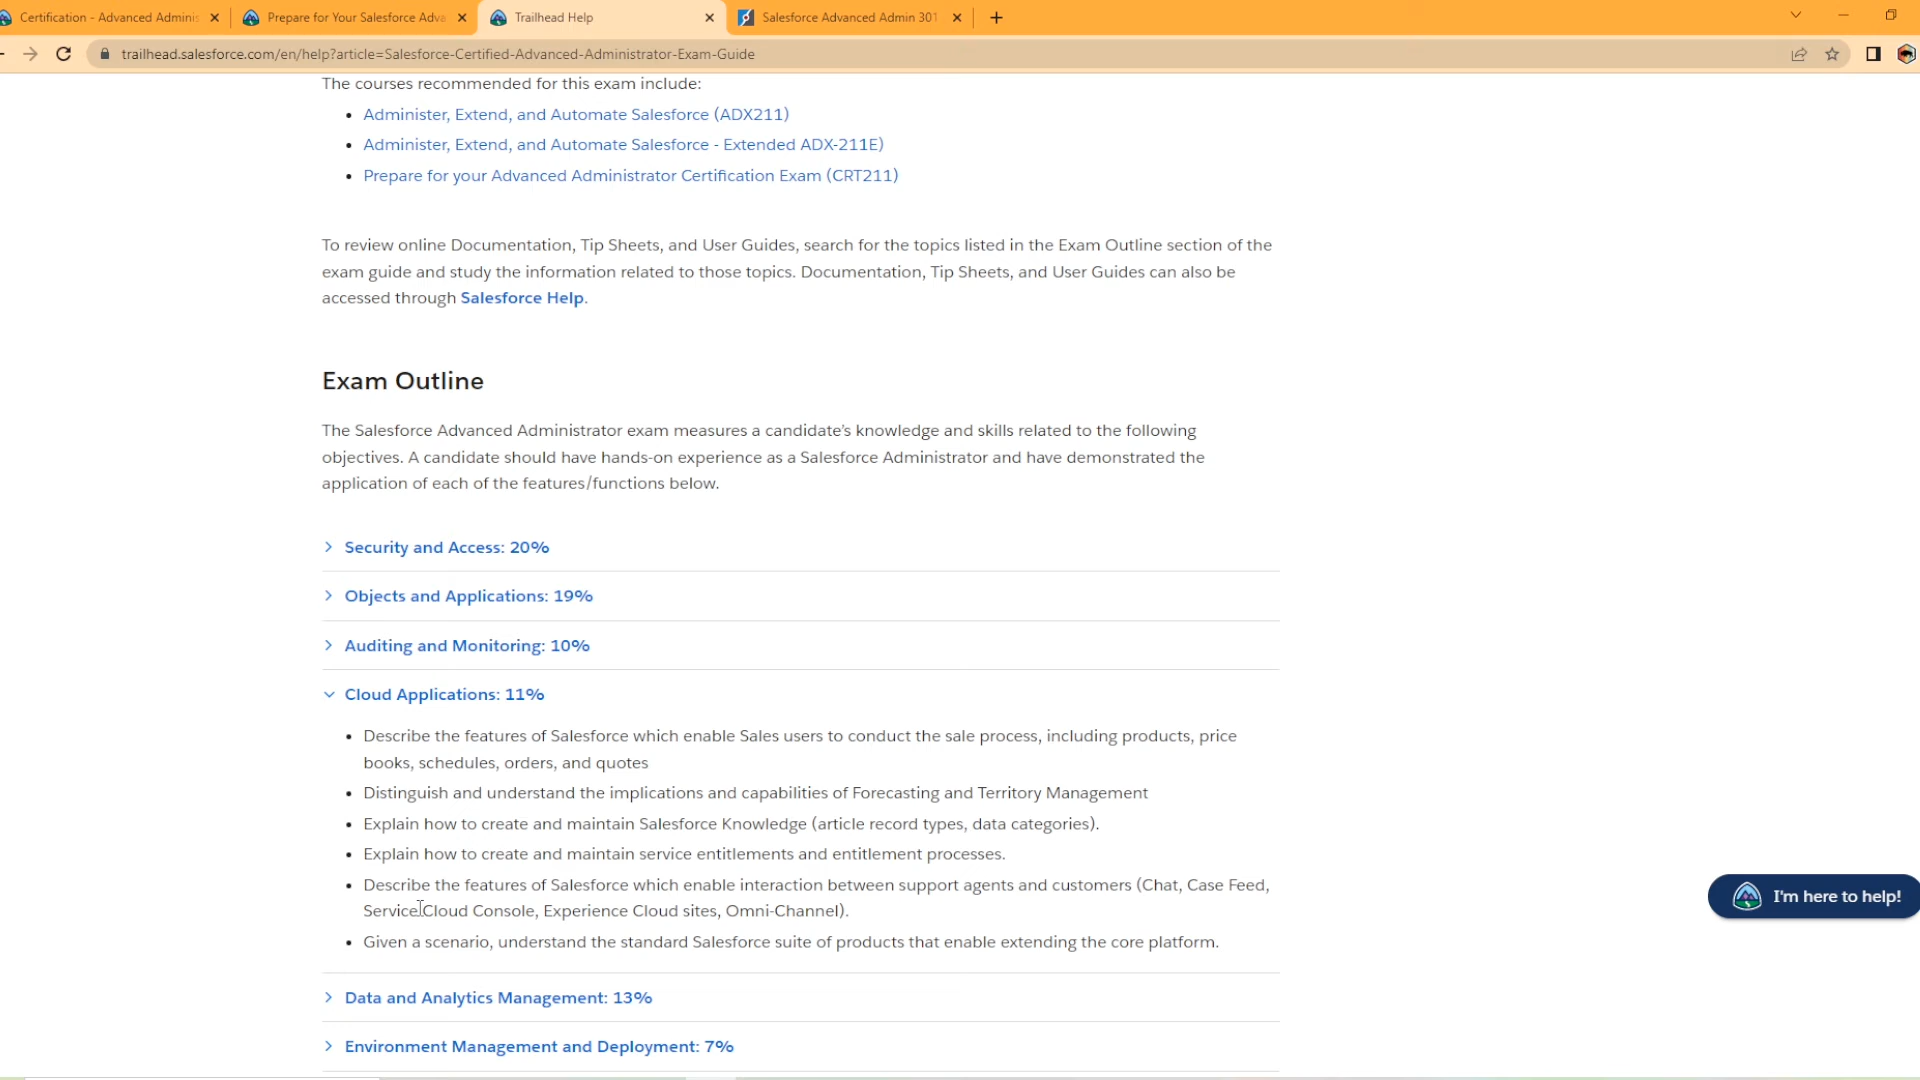 Certification - Advanced Adminis
Prepare for Your Salesforce Adva
Trailhead Help
Salesforce Advanced Admin 301
trailhead.salesforce.com/en/help?article=Salesforce-Certified-Advanced-Administrator-Exam-Guide
The courses recommended for this exam include:
• Administer, Extend, and Automate Salesforce (ADX211)
• Administer, Extend, and Automate Salesforce - Extended ADX-211E)
• Prepare for your Advanced Administrator Certification Exam (CRT211)
To review online Documentation, Tip Sheets, and User Guides, search for the topics listed in the Exam Outline section of the
exam guide and study the information related to those topics. Documentation, Tip Sheets, and User Guides can also be
accessed through Salesforce Help.
Exam Outline
The Salesforce Advanced Administrator exam measures a candidate's knowledge and skills related to the following
objectives. A candidate should have hands-on experience as a Salesforce Administrator and have demonstrated the
application of each of the features/functions below.
Security and Access: 20%
Objects and Applications: 19%
Auditing and Monitoring: 10%
Cloud Applications: 11%
• Describe the features of Salesforce which enable Sales users to conduct the sale process, including products, price
books, schedules, orders, and quotes
• Distinguish and understand the implications and capabilities of Forecasting and Territory Management
• Explain how to create and maintain Salesforce Knowledge (article record types, data categories).
• Explain how to create and maintain service entitlements and entitlement processes.
• Describe the features of Salesforce which enable interaction between support agents and customers (Chat, Case Feed,
Service Cloud Console, Experience Cloud sites, Omni-Channel).
• Given a scenario, understand the standard Salesforce suite of products that enable extending the core platform.
I'm here to help!
Data and Analytics Management: 13%
Environment Management and Deployment: 7%